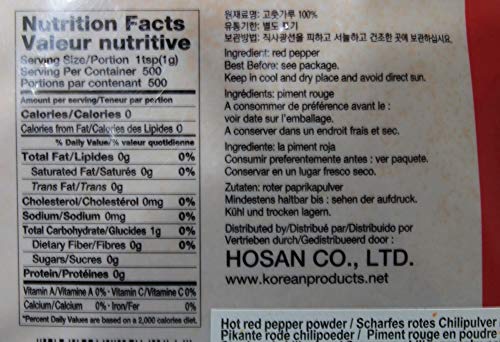 Nutrition Facts
Valeur nutritive
Serving Size/Portion 1tsp(1g)
Serving Per Container 500
Portions par contenant 500
Amount per serving/Teneur par portion
Calories/Calories 0
Calories from Fat/Calories des Lipides 0
% Daily Value/% valeur quotidienne
Total Fat/Lipides 0g 0%
Saturated Fat/Saturés 0g 0%
Trans Fat/Trans 0g
Cholesterol/Cholestérol 0mg 0%
Sodium/Sodium 0mg 0%
Total Carbohydrate/Glucides 1g 0%
Dietary Fiber/Fibres 0g 0%
Sugars/Sucres 0g
Protein/Protéines 0g
Vitamin A/Vitamine A 0% · Vitamin C/Vitamine C 0%
Calcium/Calcium 0% · Iron/Fer 0%
*Percent Daily Values are based on a 2,000 calories diet.
원재료명: 고춧가루 100%
유통기한: 별도 표기
보관방법: 직사광선을 피하고 서늘하고 건조한 곳에 보관하십시오.
Ingredient: red pepper
Best Before: see package.
Keep in cool and dry place and avoid direct sun.
Ingrédients: piment rouge
A consommer de préférence avant le :
voir date sur l'emballage.
A conserver dans un endroit frais et sec.
Ingrediente: la piment roja
Consumir preferentemente antes : ver paquete.
Conservar en un lugar fresco seco.
Zutaten: roter paprikapulver
Mindestens haltbar bis : sehen der aufdruck.
Kühl und trocken lagern.
Distributed by/Distribué par/Distribuido por
Vertrieben durch/Gedistribueerd door :
HOSAN CO., LTD.
www.koreanproducts.net
Hot red pepper powder / Scharfes rotes Chilipulver
Pikante rode chilipoeder / Piment rouge en poudre